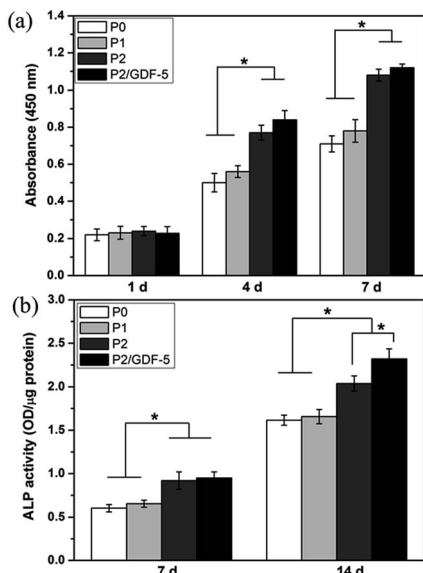 (a)
P0
P1
P2
P2/GDF-5
*
*
Absorbance (450 nm)
1.4
1.2
1.0
0.8
0.6
0.4
0.2
0.0
1 d
4 d
7 d
(b)
P0
P1
P2
P2/GDF-5
*
*
*
ALP activity (OD/μg protein)
3.0
2.5
2.0
1.5
1.0
0.5
0.0
7 d
14 d